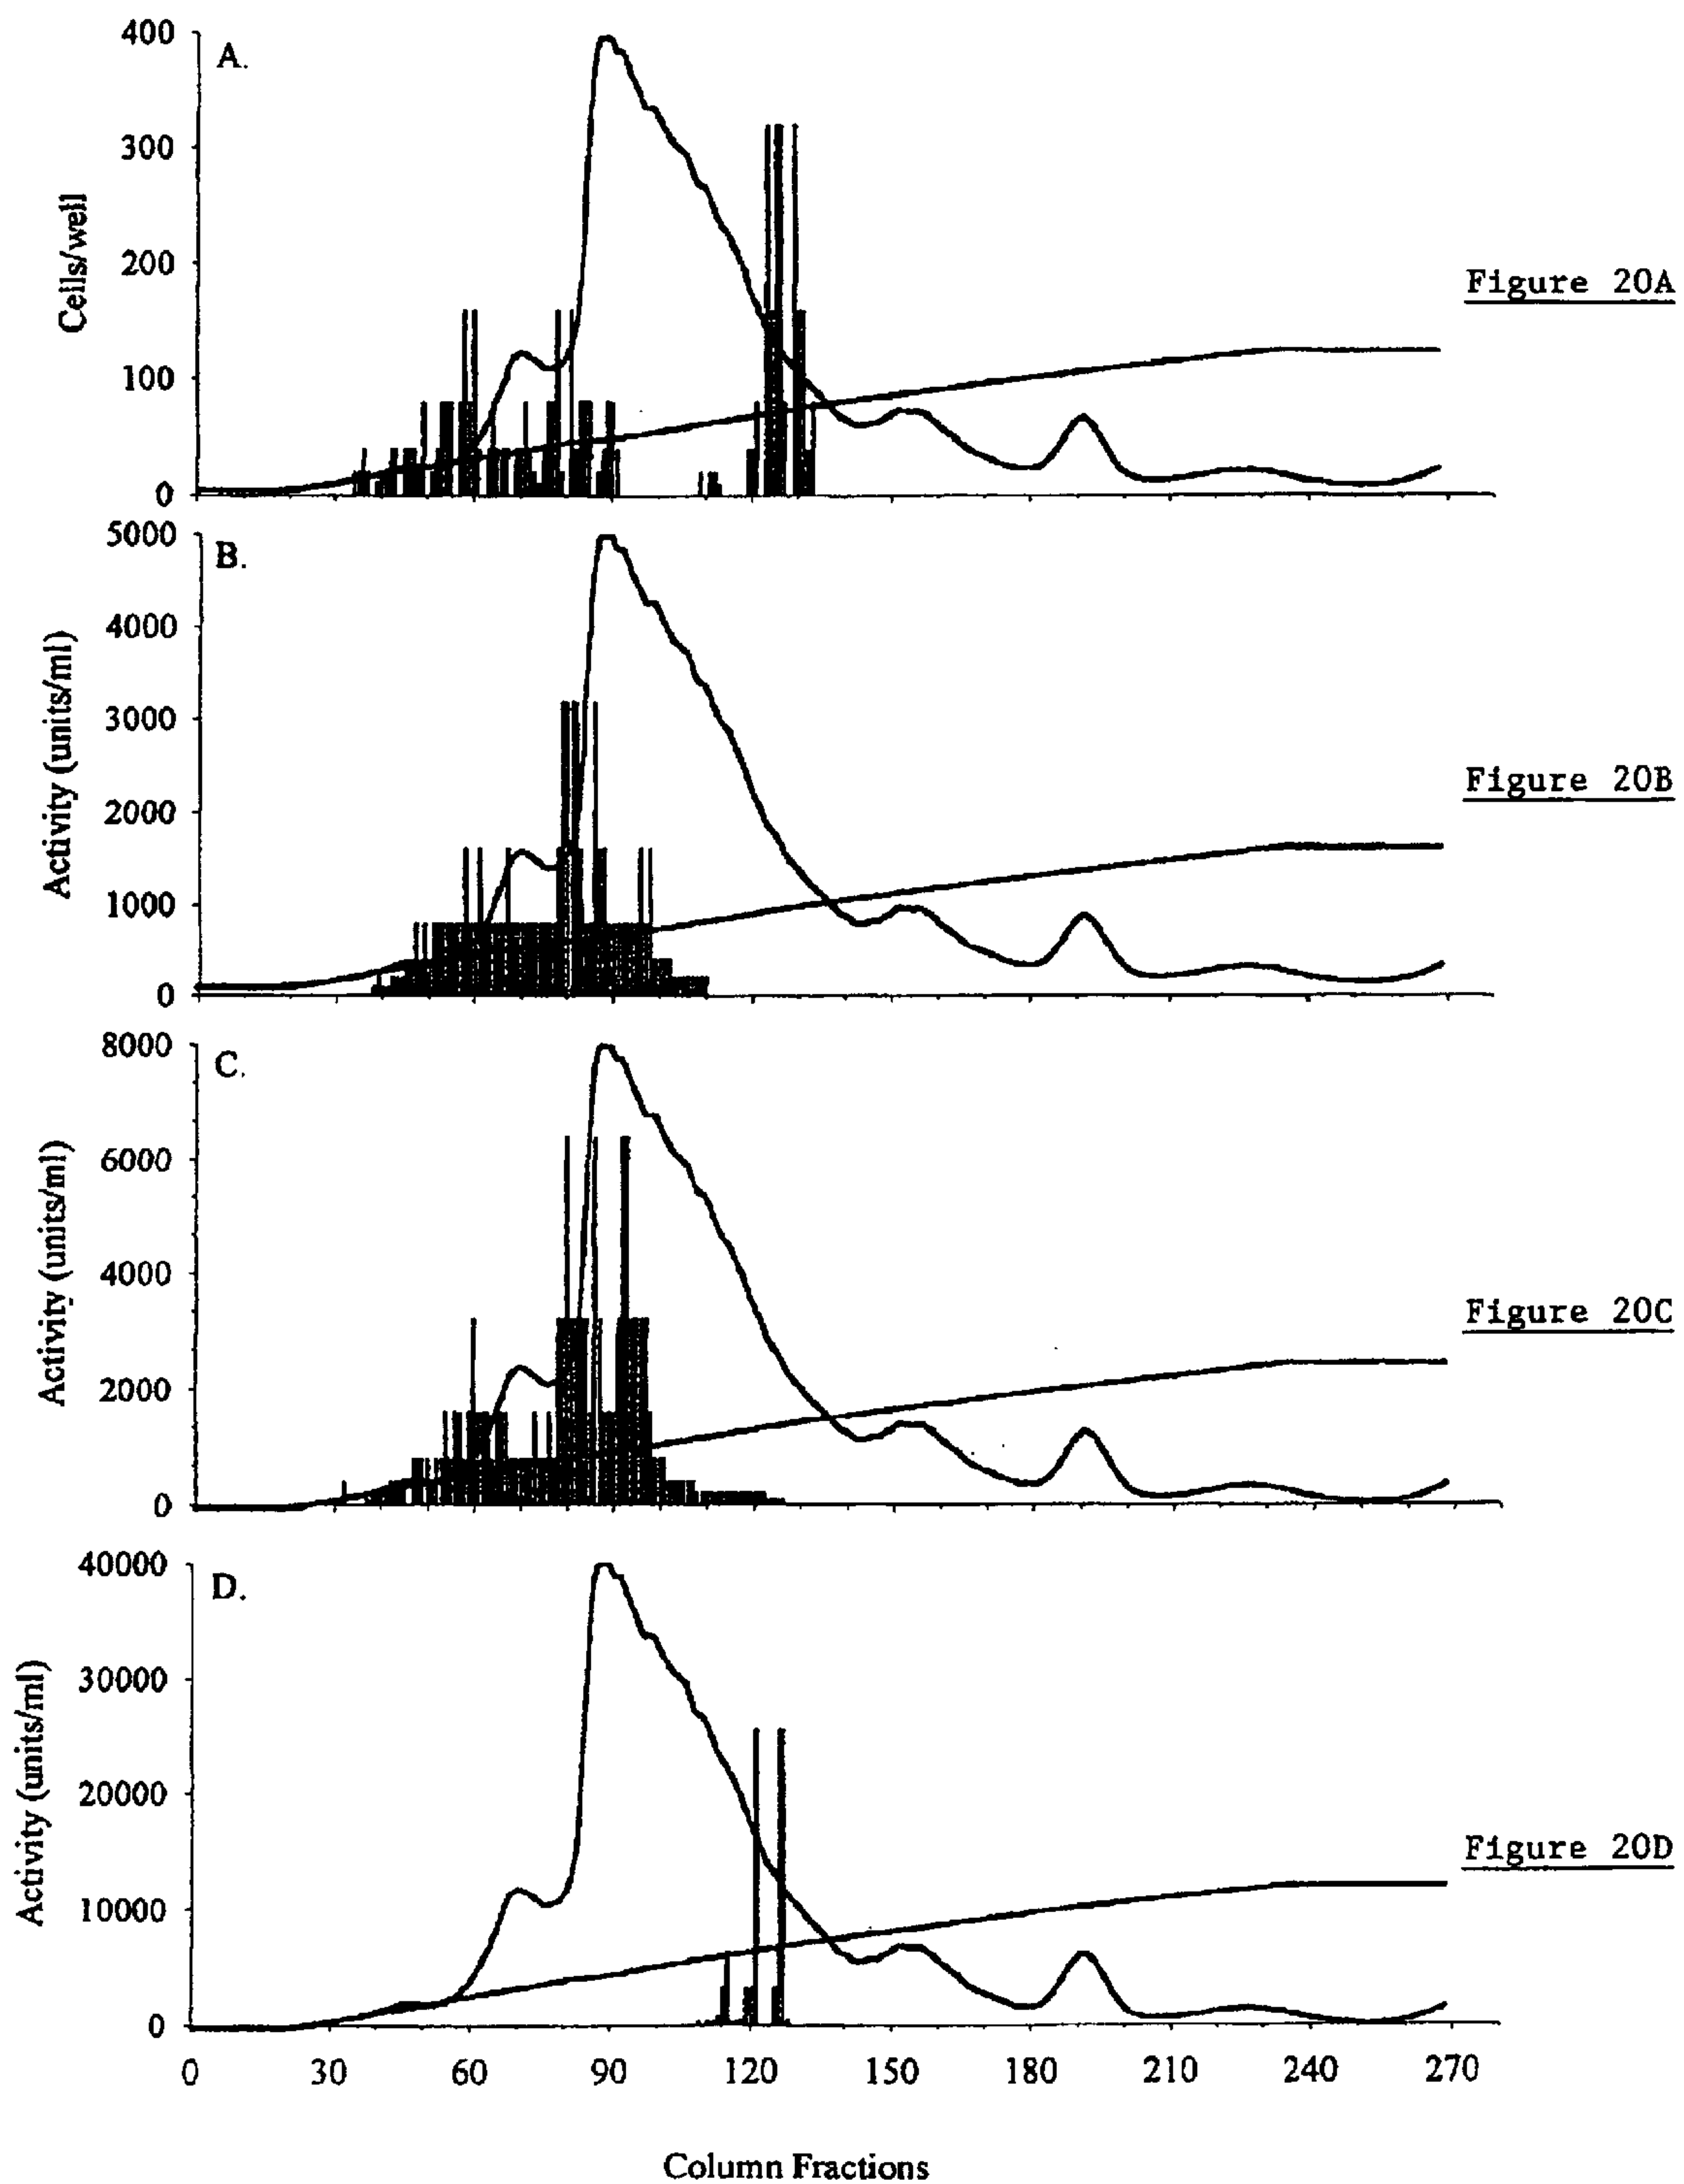 A.
400
300
200
100
0
Cells/well
Figure 20A
B.
5000
4000
3000
2000
1000
0
Activity (units/ml)
Figure 20B
C.
8000
6000
4000
2000
0
Activity (units/ml)
Figure 20C
D.
40000
30000
20000
10000
0
Activity (units/ml)
Figure 20D
0 30 60 90 120 150 180 210 240 270
Column Fractions